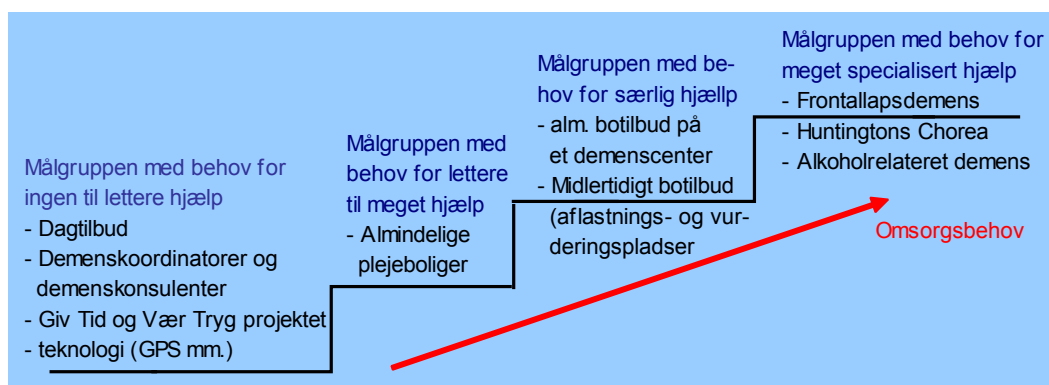 Målgruppen med behov for
ingen til lettere hjælp
- Dagtilbud
- Demenskoordinatorer og
demenskonsulenter
- Giv Tid og Vær Tryg projektet
- teknologi (GPS mm.)
Målgruppen med
behov for lettere
til meget hjælp
- Almindelige
plejeboliger
Målgruppen med be-
hov for særlig hjællp
- alm. botilbud på
et demenscenter
- Midlertidigt botilbud
(aflastnings- og vur-
deringspladser
Målgruppen med behov for
meget specialisert hjælp
- Frontallapsdemens
- Huntingtons Chorea
- Alkoholrelateret demens
Omsorgsbehov